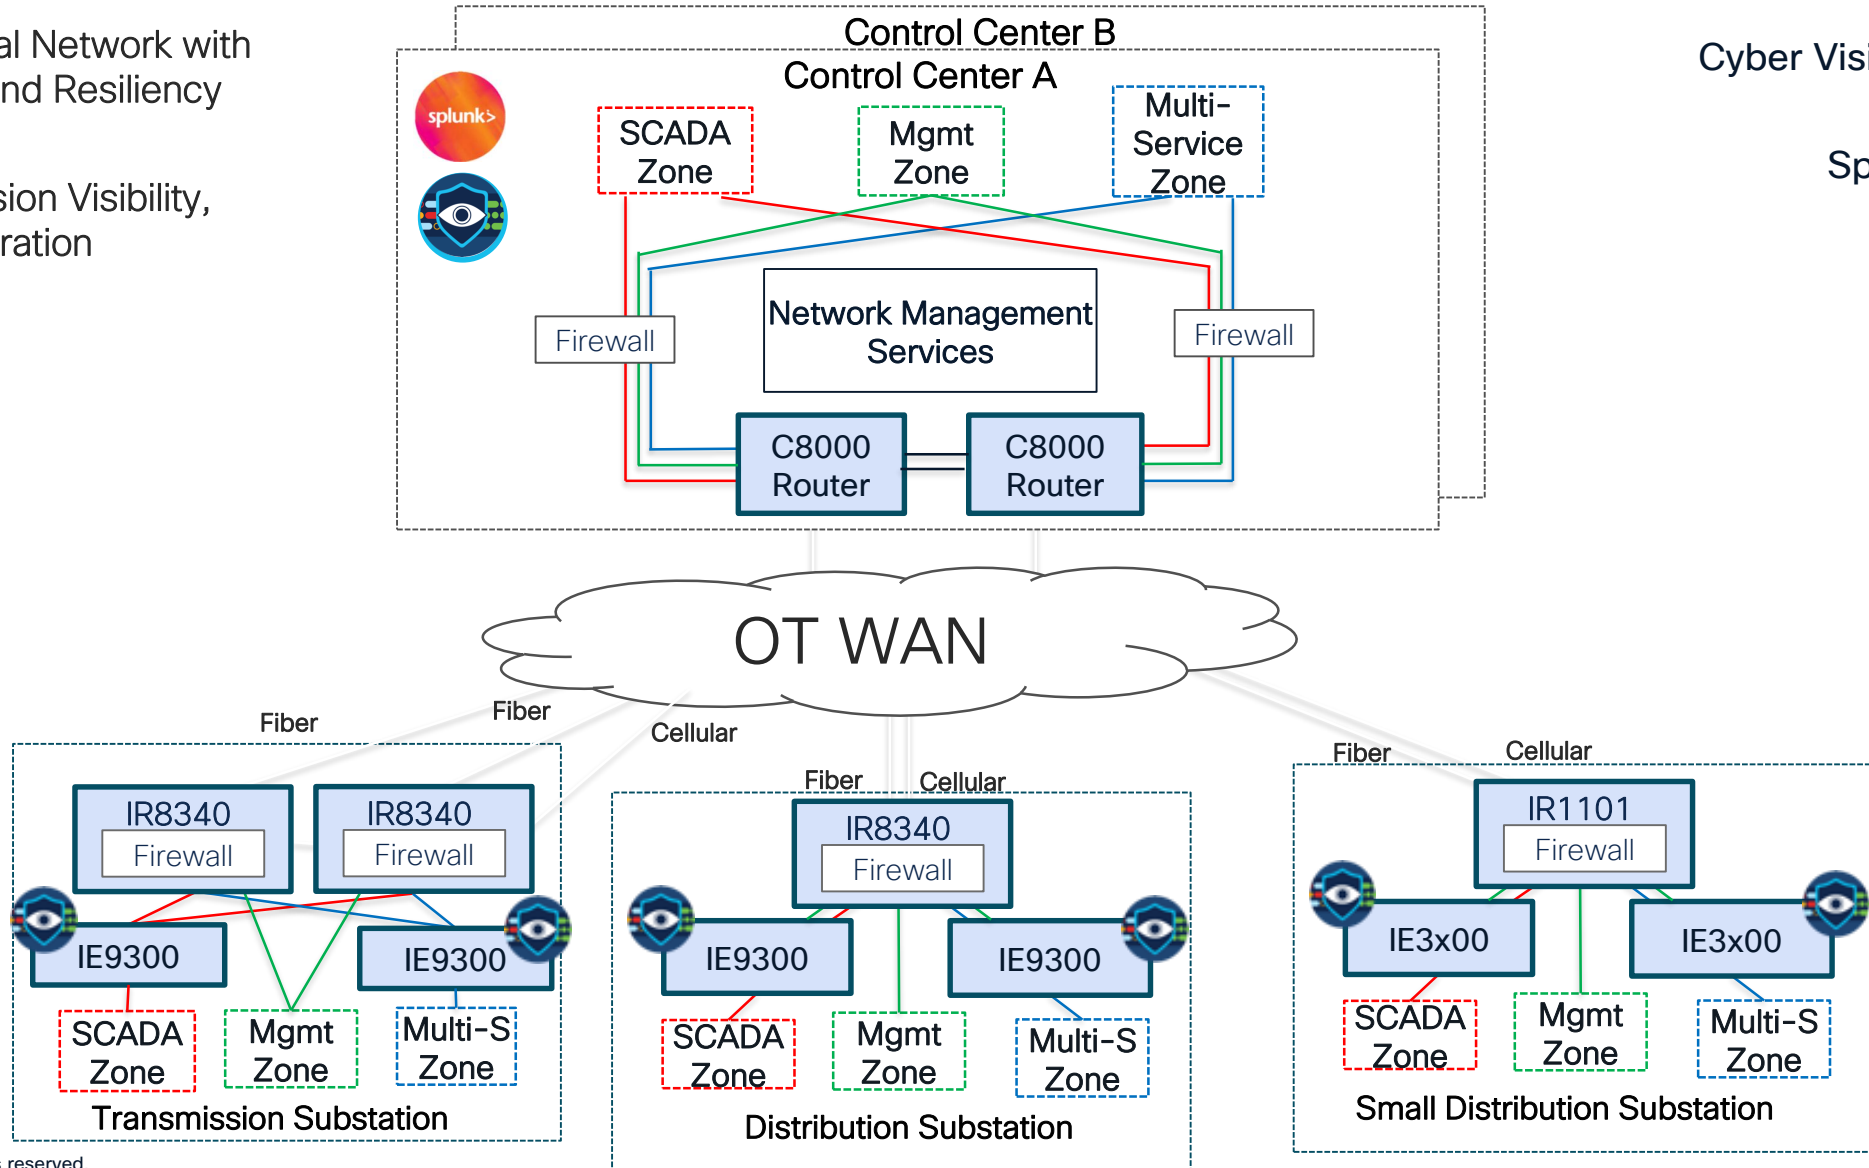 al Network with
nd Resiliency
sion Visibility,
ration
Control Center B
Control Center A
splunk>
SCADA
Zone
Mgmt
Zone
Multi-
Service
Zone
Cyber Visi
Sp
Network Management
Services
Firewall
Firewall
C8000
Router
C8000
Router
OT WAN
Fiber
Fiber
Cellular
Fiber
Cellular
Fiber
Cellular
IR8340
Firewall
IR8340
Firewall
IE9300
IE9300
SCADA
Zone
Mgmt
Zone
Multi-S
Zone
Transmission Substation
IR8340
Firewall
IE9300
IE9300
SCADA
Zone
Mgmt
Zone
Multi-S
Zone
Distribution Substation
IR1101
Firewall
IE3x00
IE3x00
SCADA
Zone
Mgmt
Zone
Multi-S
Zone
Small Distribution Substation
s reserved